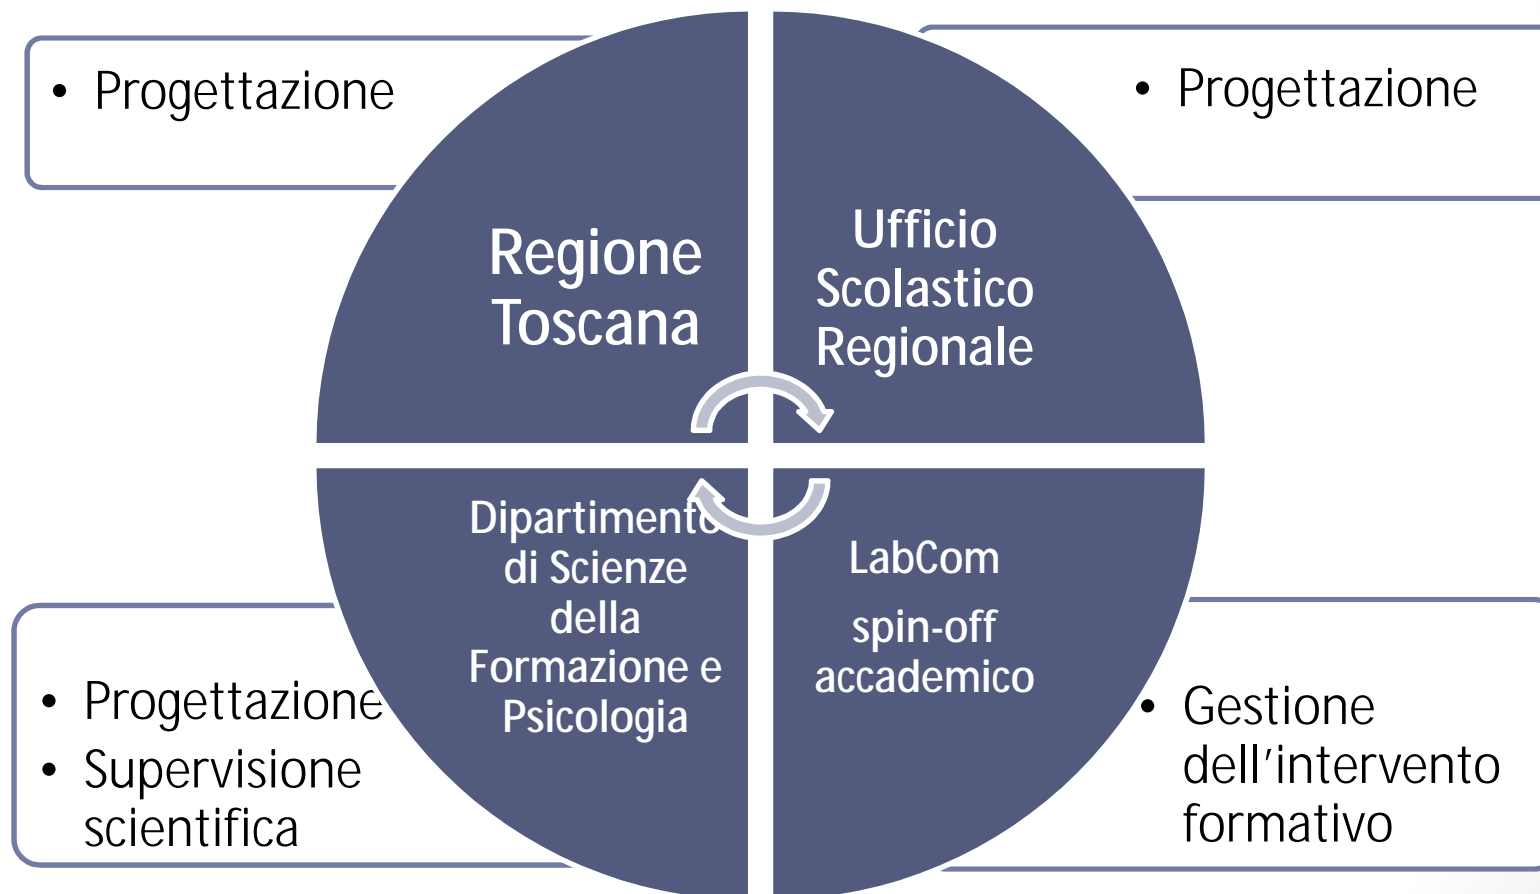 • Progettazione
Regione
Toscana
• Progettazione
Ufficio
Scolastico
Regionale
• Progettazione
• Supervisione
scientifica
Dipartimento
di Scienze
della
Formazione e
Psicologia
LabCom
spin-off
accademico
• Gestione
dell’intervento
formativo